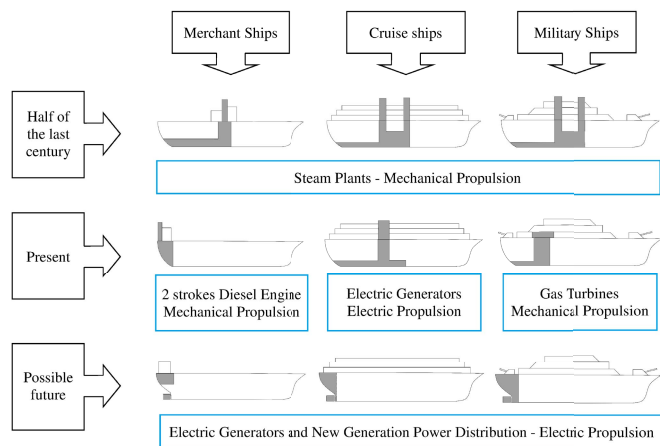 Merchant Ships
Cruise ships
Military Ships
Half of
the last
century
Steam Plants - Mechanical Propulsion
Present
2 strokes Diesel Engine
Mechanical Propulsion
Electric Generators
Electric Propulsion
Gas Turbines
Mechanical Propulsion
Possible
future
Electric Generators and New Generation Power Distribution - Electric Propulsion